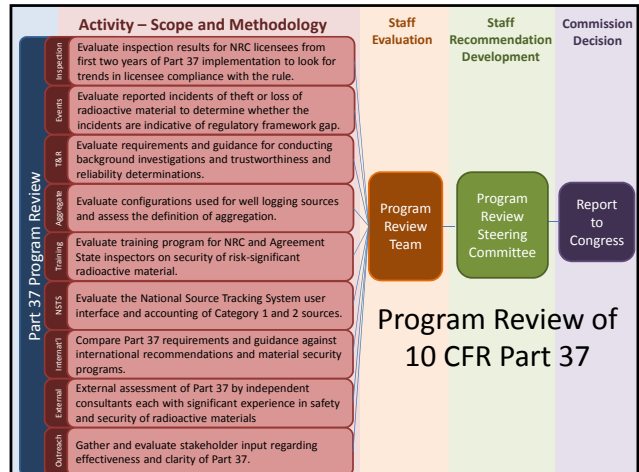 Activity – Scope and Methodology
Staff
Evaluation
Staff
Recommendation
Development
Commission
Decision
Part 37 Program Review
Inspection
Evaluate inspection results for NRC licensees from
first two years of Part 37 implementation to look for
trends in licensee compliance with the rule.
Events
Evaluate reported incidents of theft or loss of
radioactive material to determine whether the
incidents are indicative of regulatory framework gap.
T&R
Evaluate requirements and guidance for conducting
background investigations and trustworthiness and
reliability determinations.
Aggregate
Evaluate configurations used for well logging sources
and assess the definition of aggregation.
Training
Evaluate training program for NRC and Agreement
State inspectors on security of risk-significant
radioactive material.
NSTS
Evaluate the National Source Tracking System user
interface and accounting of Category 1 and 2 sources.
Internat'l
Compare Part 37 requirements and guidance against
international recommendations and material security
programs.
External
External assessment of Part 37 by independent
consultants each with significant experience in safety
and security of radioactive materials
Outreach
Gather and evaluate stakeholder input regarding
effectiveness and clarity of Part 37.
Program
Review
Team
Program
Review
Steering
Committee
Report
to
Congress
Program Review of
10 CFR Part 37